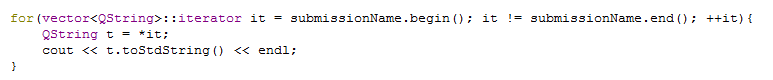 for(vector<QString>::iterator it = submissionName.begin(); it != submissionName.end(); ++it){
    QString t = *it;
    cout << t.toStdString() << endl;
}